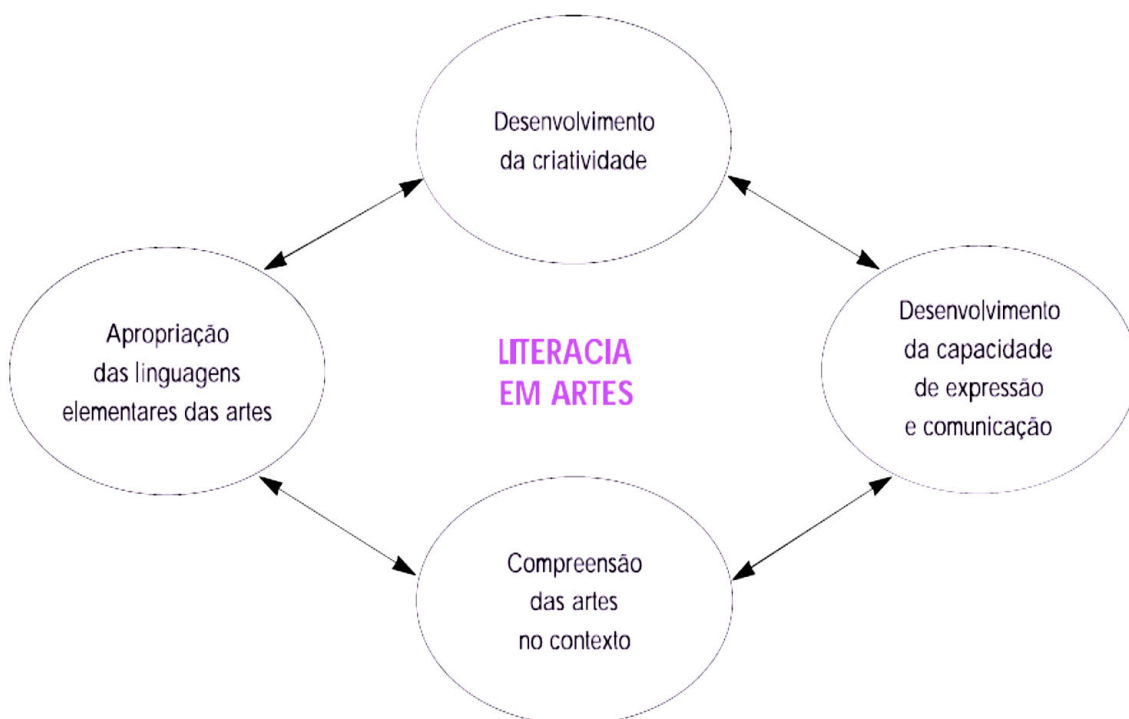 Desenvolvimento
da criatividade
Apropriação
das linguagens
elementares das artes
LITERACIA
EM ARTES
Desenvolvimento
da capacidade
de expressão
e comunicação
Compreensão
das artes
no contexto